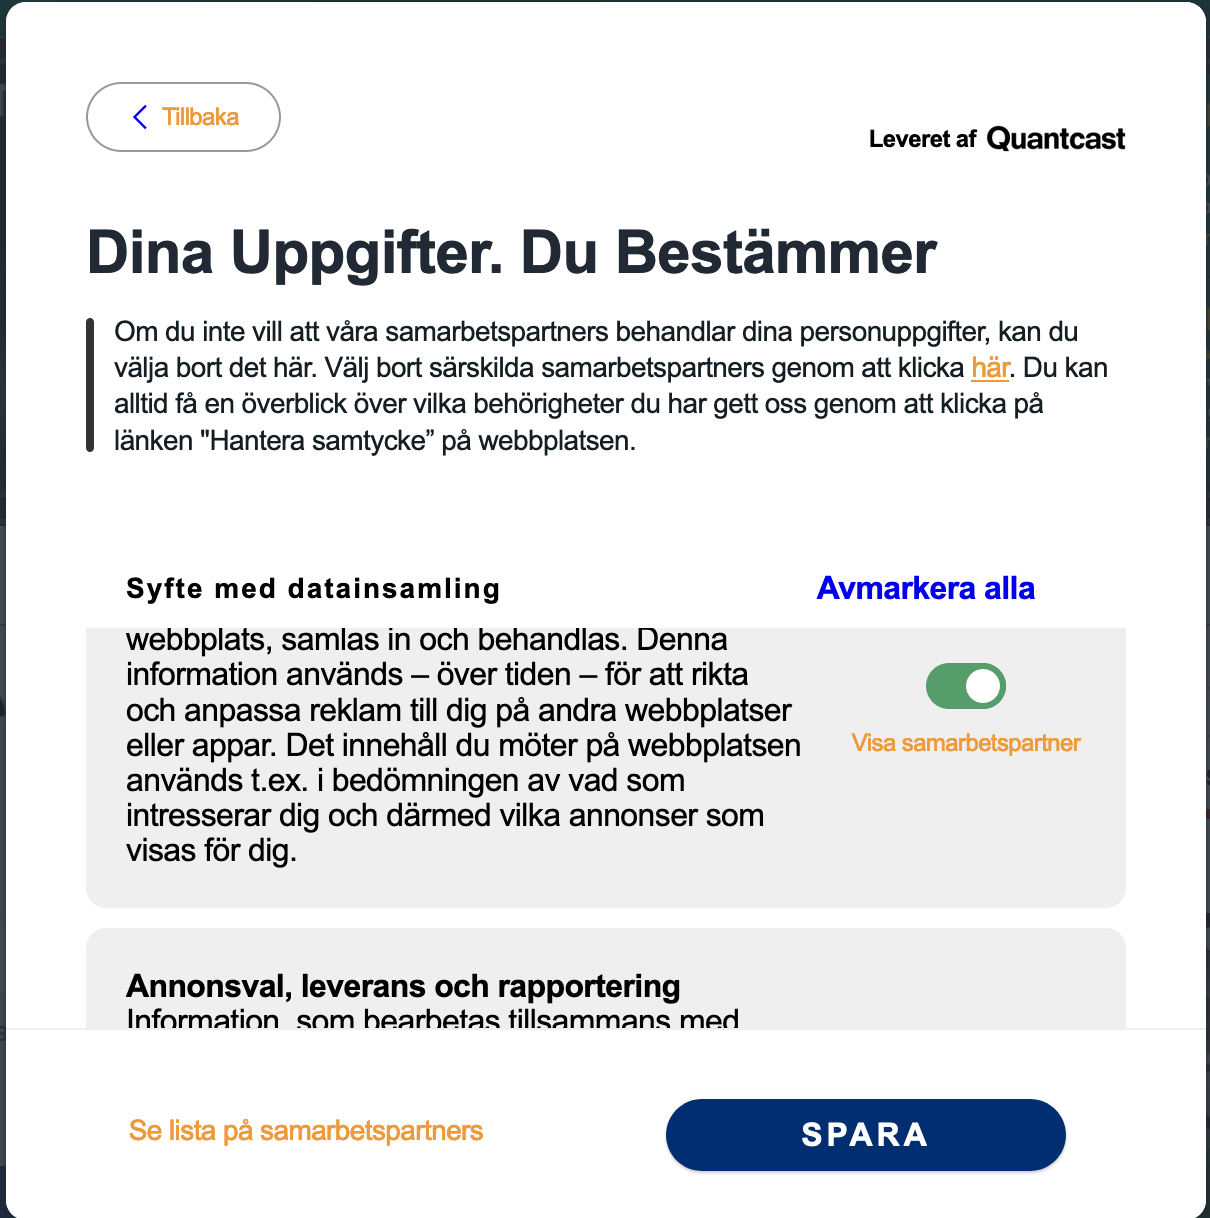 Tillbaka
Leveret af Quantcast
Dina Uppgifter. Du Bestämmer
Om du inte vill att våra samarbetspartners behandlar dina personuppgifter, kan du
välja bort det här. Välj bort särskilda samarbetspartners genom att klicka här. Du kan
alltid få en överblick över vilka behörigheter du har gett oss genom att klicka på
länken "Hantera samtycke” på webbplatsen.
Syfte med datainsamling
Avmarkera alla
webbplats, samlas in och behandlas. Denna
information används – över tiden – för att rikta
och anpassa reklam till dig på andra webbplatser
eller appar. Det innehåll du möter på webbplatsen
används t.ex. i bedömningen av vad som
intresserar dig och därmed vilka annonser som
visas för dig.
Visa samarbetspartner
Annonsval, leverans och rapportering
Information, som bearbetas tillsammans med
Se lista på samarbetspartners
SPARA